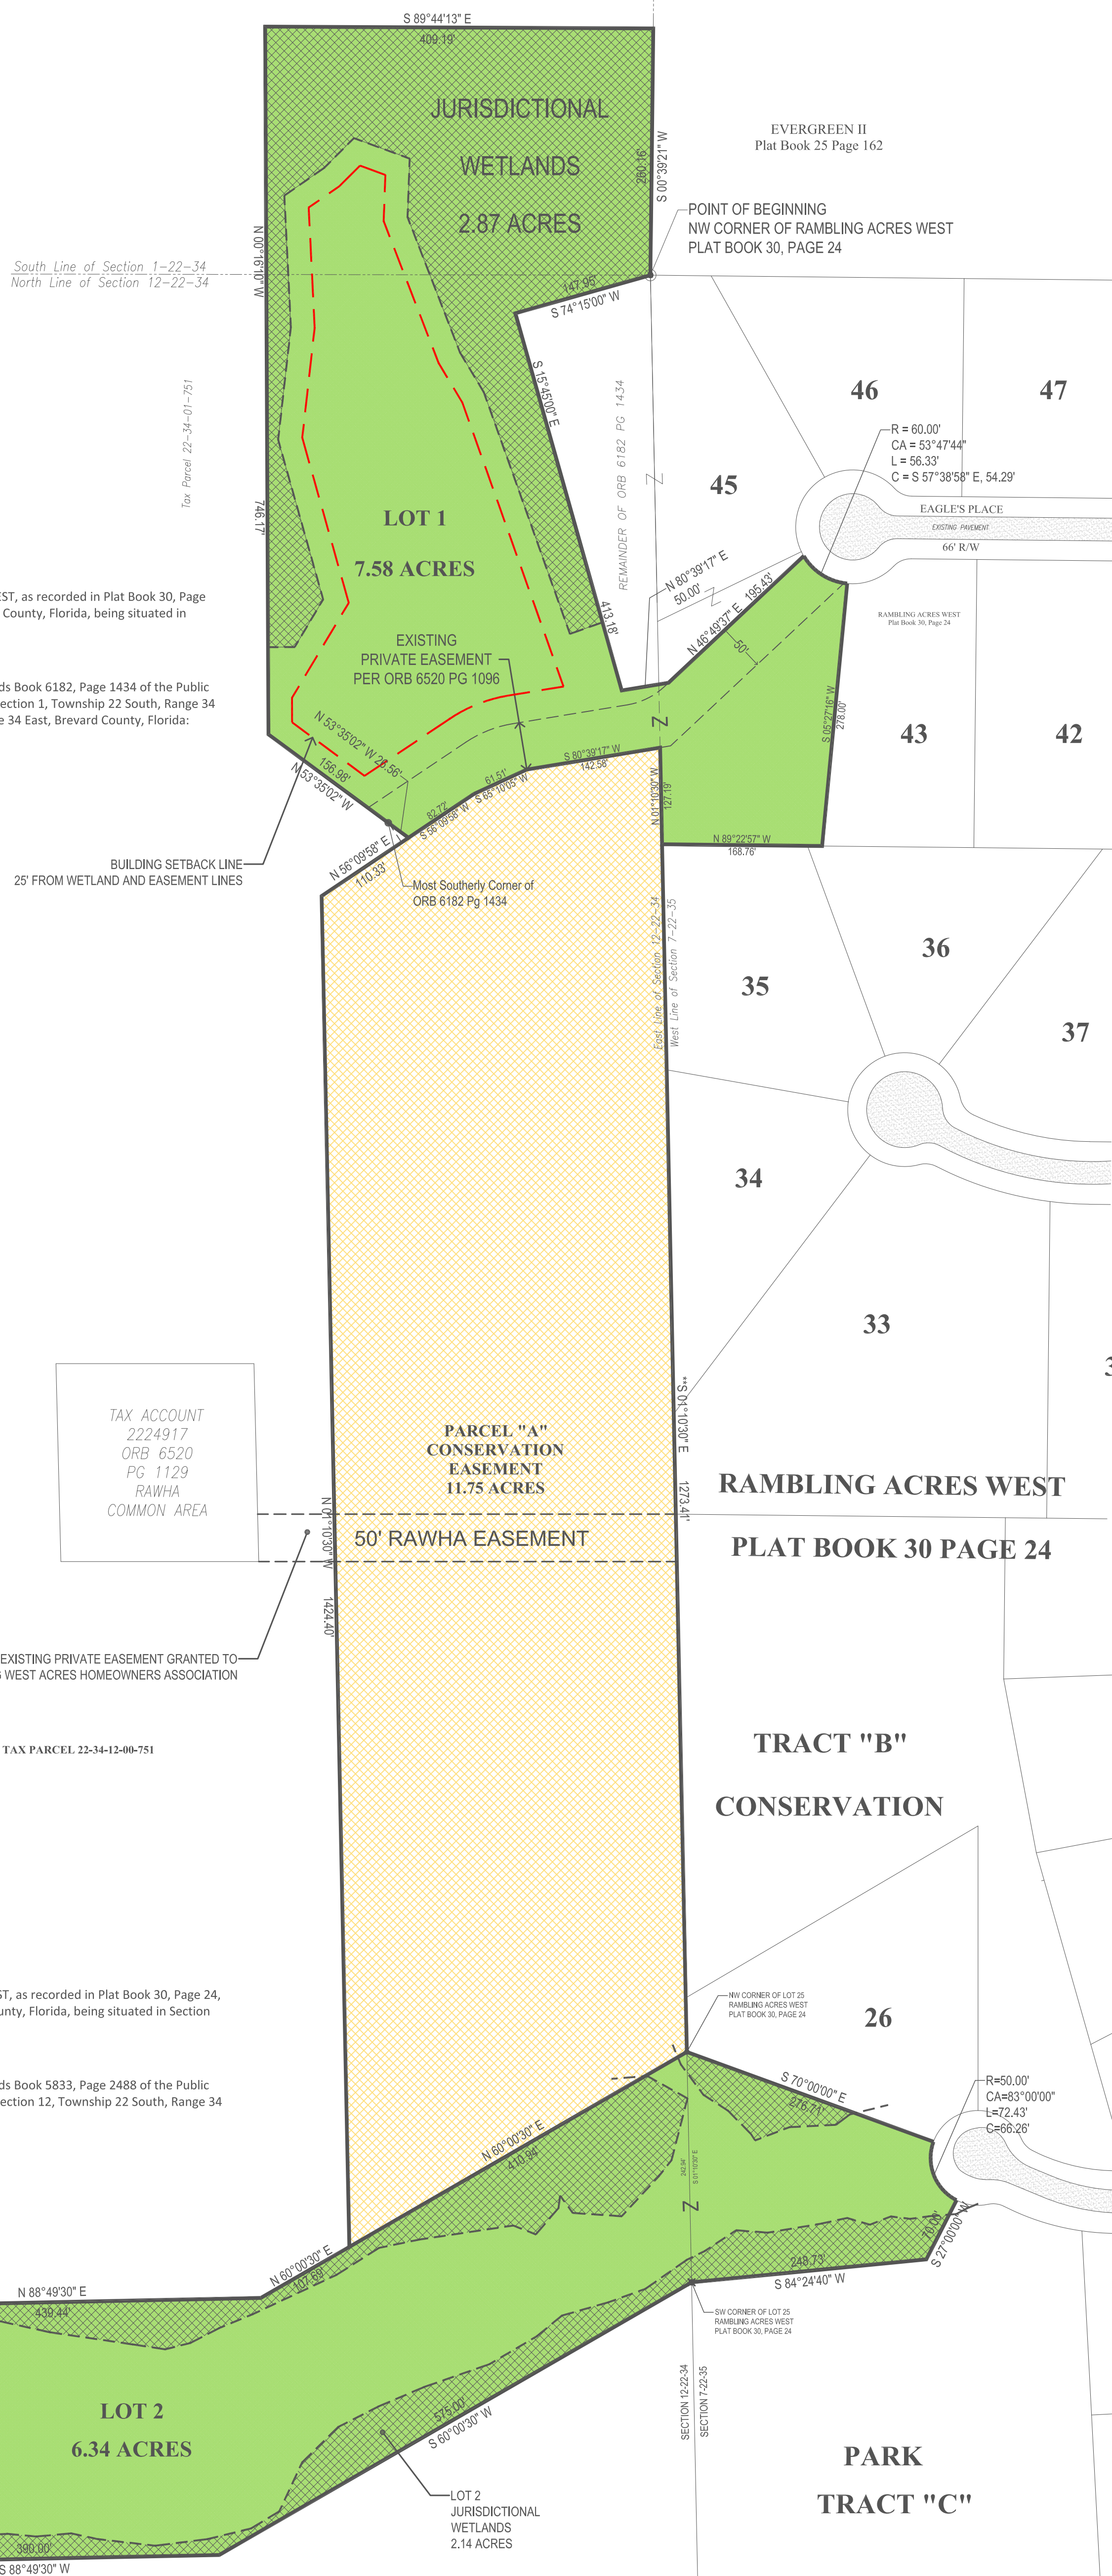 S 89°44'13" E
409.19'
JURISDICTIONAL
WETLANDS
2.87 ACRES
260.16'
S 00°39'21" W
EVERGREEN II
Plat Book 25 Page 162
POINT OF BEGINNING
NW CORNER OF RAMBLING ACRES WEST
PLAT BOOK 30, PAGE 24
South Line of Section 1-22-34
North Line of Section 12-22-34
N 00°16'10" W
746.17'
Tax Parcel 22-34-01-751
147.95'
S 74°15'00" W
S 15°45'00" E
413.18'
REMAINDER OF ORB 6182 PG 1434
46
47
45
R = 60.00'
CA = 53°47'44"
L = 56.33'
C = S 57°38'58" E, 54.29'
EAGLE'S PLACE
EXISTING PAVEMENT
66' R/W
LOT 1
7.58 ACRES
N 80°39'17" E
50.00'
N 46°49'37" E
195.43'
50'
RAMBLING ACRES WEST
Plat Book 30, Page 24
EST, as recorded in Plat Book 30, Page
County, Florida, being situated in
EXISTING
PRIVATE EASEMENT
PER ORB 6520 PG 1096
ds Book 6182, Page 1434 of the Public
ection 1, Township 22 South, Range 34
e 34 East, Brevard County, Florida:
S 05°27'16" W
278.00'
43
42
N 53°35'02" W 26.56'
156.98'
N 53°35'02" W
82.72'
S 56°09'58" W
61.51'
S 65°10'05" W
S 80°39'17" W
142.58'
Z
N 01°10'30" W
127.19'
N 89°22'57" W
168.76'
BUILDING SETBACK LINE
25' FROM WETLAND AND EASEMENT LINES
N 56°09'58" E
110.33'
Most Southerly Corner of
ORB 6182 Pg 1434
East Line of Section 12-22-34
West Line of Section 7-22-35
36
35
37
34
33
3
TAX ACCOUNT
2224917
ORB 6520
PG 1129
RAWHA
COMMON AREA
PARCEL "A"
CONSERVATION
EASEMENT
11.75 ACRES
**S 01°10'30" E
1273.41'
RAMBLING ACRES WEST
PLAT BOOK 30 PAGE 24
N 01°10'30" W
1424.40'
50' RAWHA EASEMENT
EXISTING PRIVATE EASEMENT GRANTED TO
G WEST ACRES HOMEOWNERS ASSOCIATION
TAX PARCEL 22-34-12-00-751
TRACT "B"
CONSERVATION
NW CORNER OF LOT 25
RAMBLING ACRES WEST
PLAT BOOK 30, PAGE 24
26
ST, as recorded in Plat Book 30, Page 24,
unty, Florida, being situated in Section
S 70°00'00" E
276.71'
R=50.00'
CA=83°00'00"
L=72.43'
C=66.26'
ds Book 5833, Page 2488 of the Public
ection 12, Township 22 South, Range 34
N 60°00'30" E
410.94'
S 01°10'30" E
Z
70.00'
S 27°00'00" W
248.73'
S 84°24'40" W
N 60°00'30" E
107.69'
N 88°49'30" E
439.44'
SW CORNER OF LOT 25
RAMBLING ACRES WEST
PLAT BOOK 30, PAGE 24
SECTION 12-22-34
SECTION 7-22-35
LOT 2
6.34 ACRES
575.00'
S 60°00'30" W
PARK
TRACT "C"
LOT 2
JURISDICTIONAL
WETLANDS
2.14 ACRES
390.00'
S 88°49'30" W